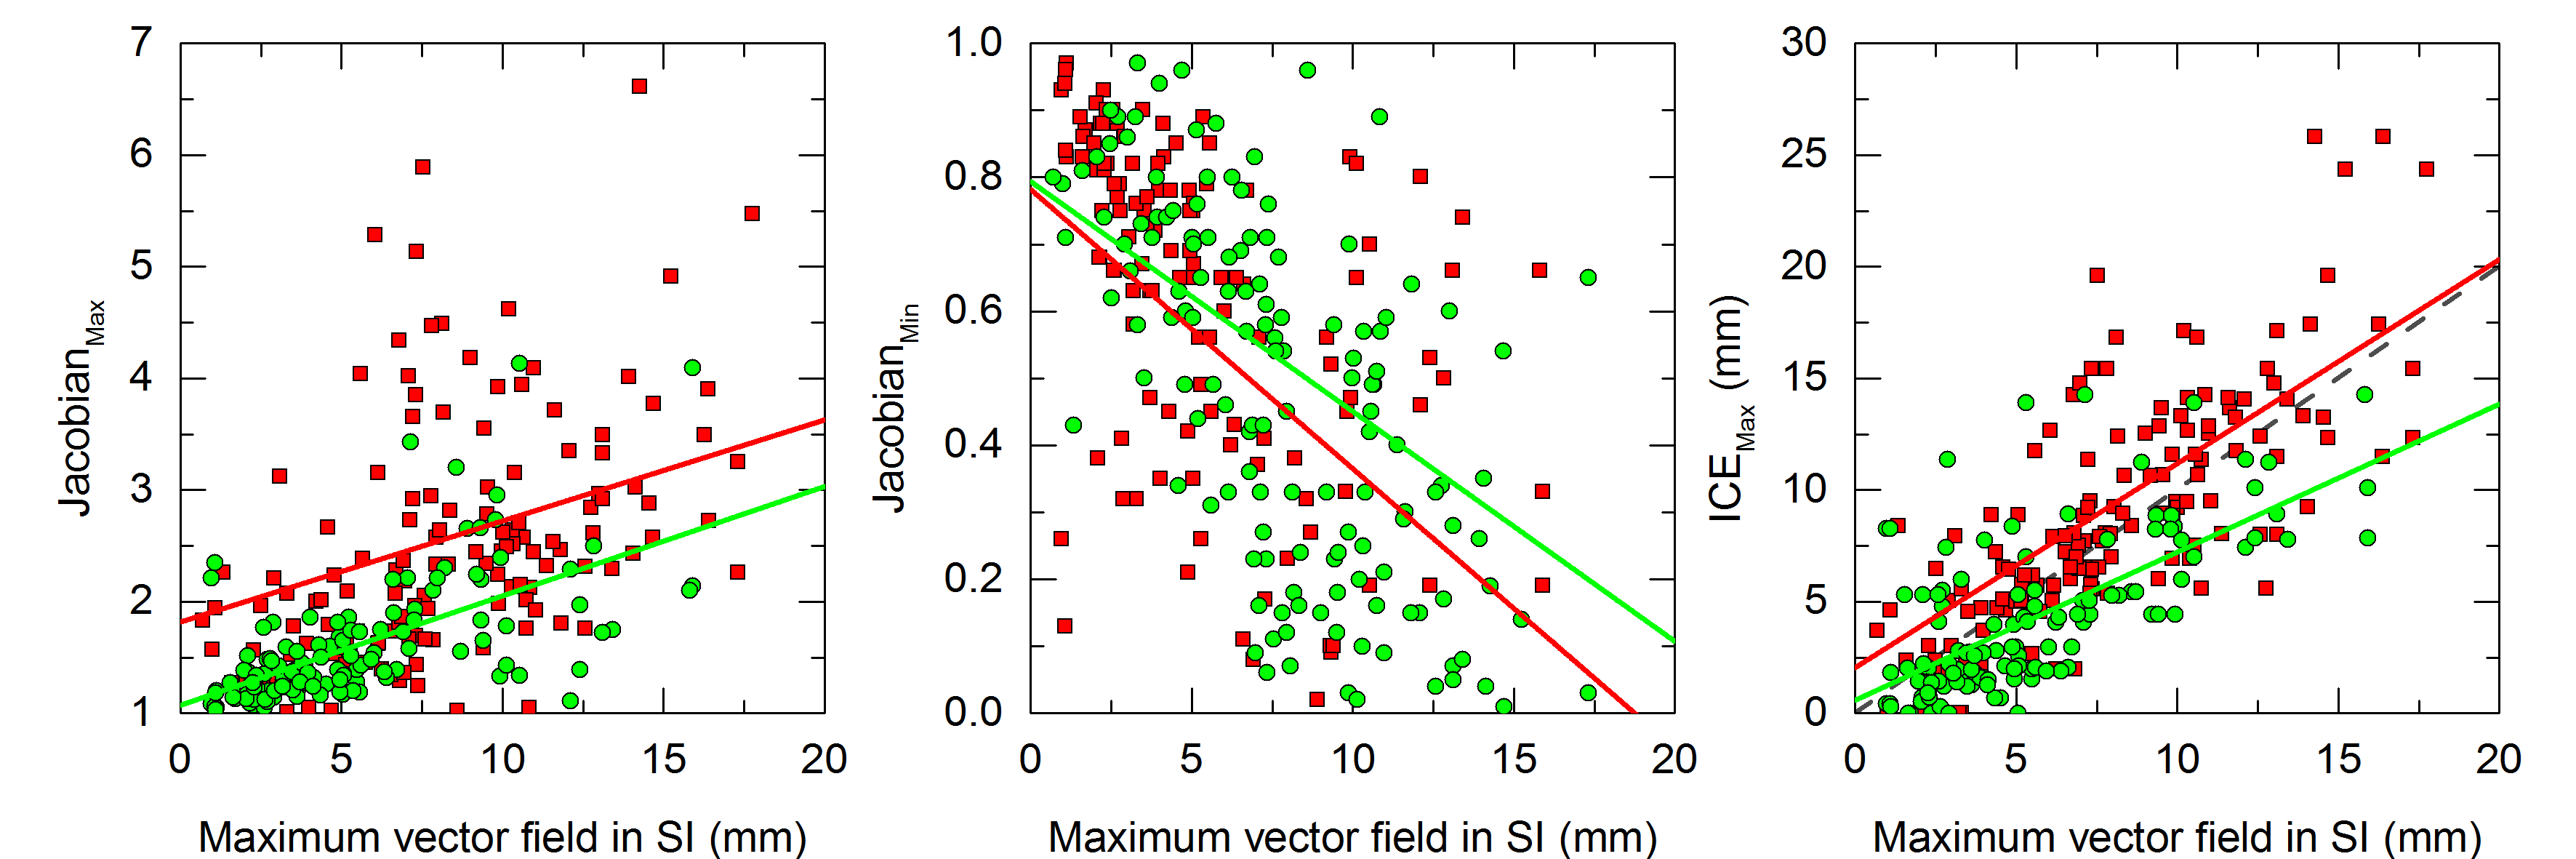 7
6
5
4
3
2
1
Jacobian_Max
0 5 10 15 20
Maximum vector field in SI (mm)
1.0
0.8
0.6
0.4
0.2
0.0
Jacobian_Min
0 5 10 15 20
Maximum vector field in SI (mm)
30
25
20
15
10
5
0
ICE_Max (mm)
0 5 10 15 20
Maximum vector field in SI (mm)